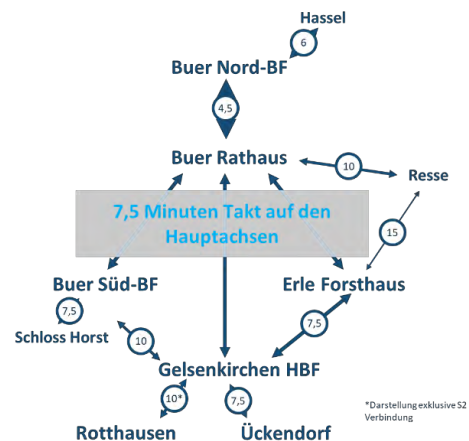 Hassel
6
Buer Nord-BF
4,5
Buer Rathaus
10
Resse
7,5 Minuten Takt auf den
Hauptachsen
15
Buer Süd-BF
Erle Forsthaus
7,5
7,5
Schloss Horst
10
Gelsenkirchen HBF
10*
7,5
*Darstellung exklusive S2
Verbindung
Rotthausen
Ückendorf